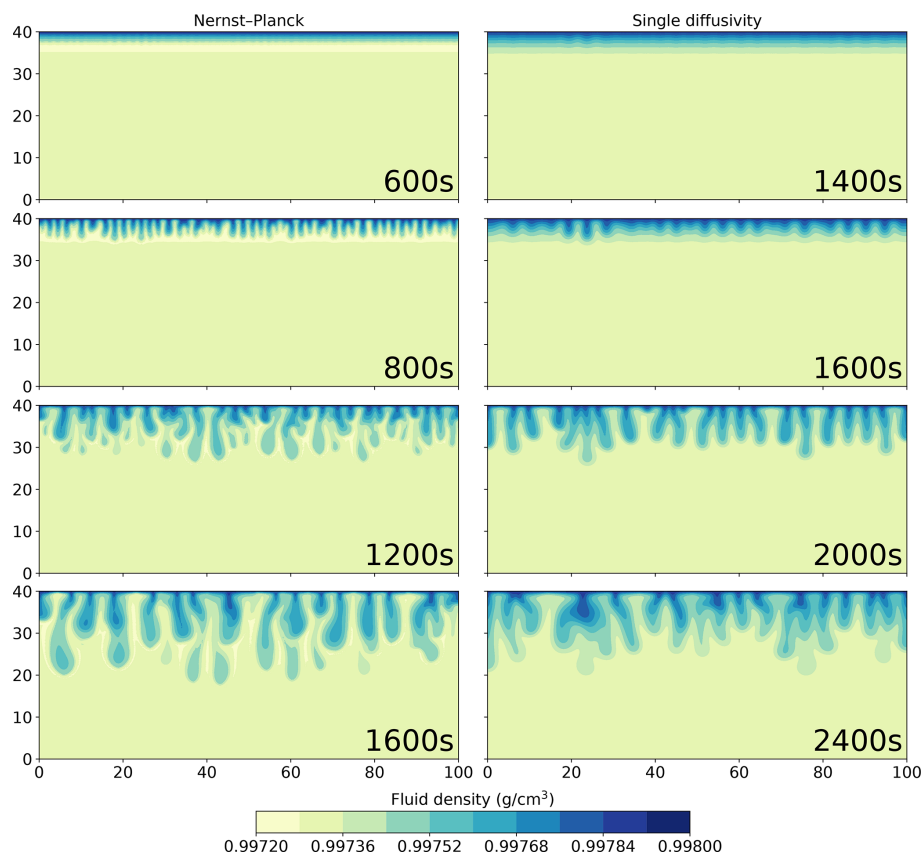 Nernst–Planck
Single diffusivity
40
30
20
10
0
600s
1400s
40
30
20
10
0
800s
1600s
40
30
20
10
0
1200s
2000s
40
30
20
10
0
1600s
2400s
0 20 40 60 80 100
0 20 40 60 80 100
Fluid density (g/cm³)
0.99720 0.99736 0.99752 0.99768 0.99784 0.99800